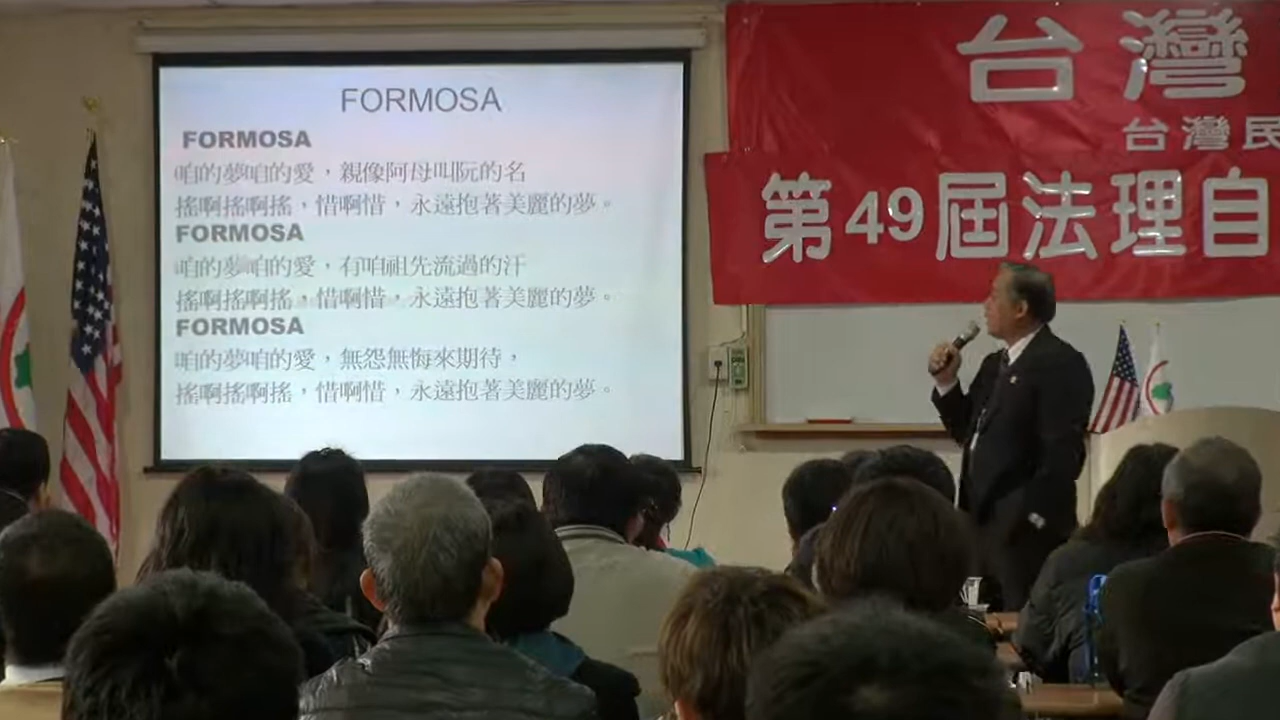 FORMOSA
FORMOSA
咱的夢咱的愛，親像阿母叫阮的名
搖啊搖啊搖，惜啊惜，永遠抱著美麗的夢。
FORMOSA
咱的夢咱的愛，有咱祖先流過的汗
搖啊搖啊搖，惜啊惜，永遠抱著美麗的夢。
FORMOSA
咱的夢咱的愛，無怨無悔來期待，
搖啊搖啊搖，惜啊惜，永遠抱著美麗的夢。
台灣
台灣民
第49屆法理自